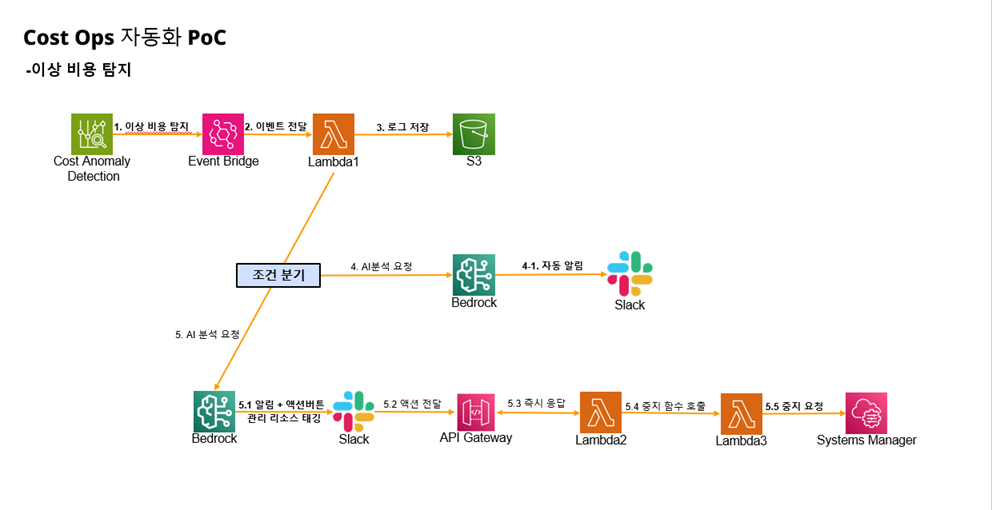 Cost Ops 자동화 PoC
-이상 비용 탐지
1. 이상 비용 탐지
2. 이벤트 전달
3. 로그 저장
Cost Anomaly
Detection
Event Bridge
Lambda1
S3
조건 분기
4. AI분석 요청
4-1. 자동 알림
Bedrock
Slack
5. AI 분석 요청
5.1 알림 + 액션버튼
관리 리소스 태깅
5.2 액션 전달
5.3 즉시 응답
5.4 중지 함수 호출
5.5 중지 요청
Bedrock
Slack
API Gateway
Lambda2
Lambda3
Systems Manager